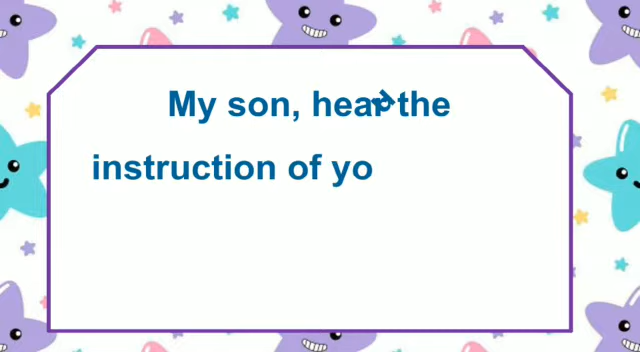 My son, hear the
instruction of yo